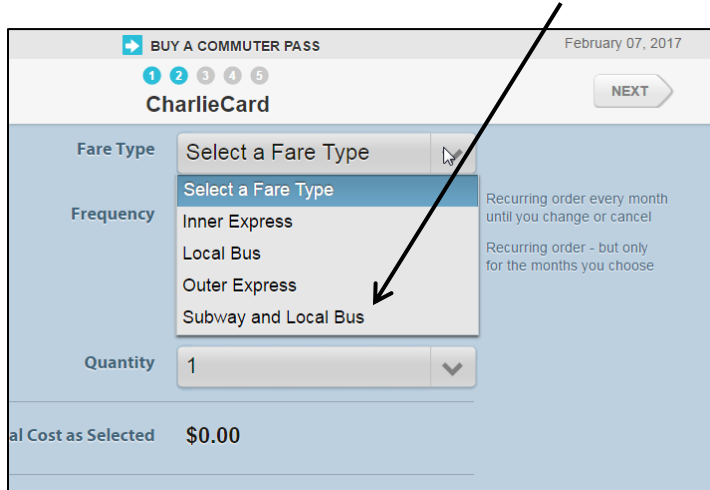 BUY A COMMUTER PASS
February 07, 2017
1 2 3 4 5
CharlieCard
NEXT
Fare Type
Select a Fare Type
Select a Fare Type
Inner Express
Local Bus
Outer Express
Subway and Local Bus
Frequency
Recurring order every month
until you change or cancel
Recurring order - but only
for the months you choose
Quantity
1
al Cost as Selected
$0.00